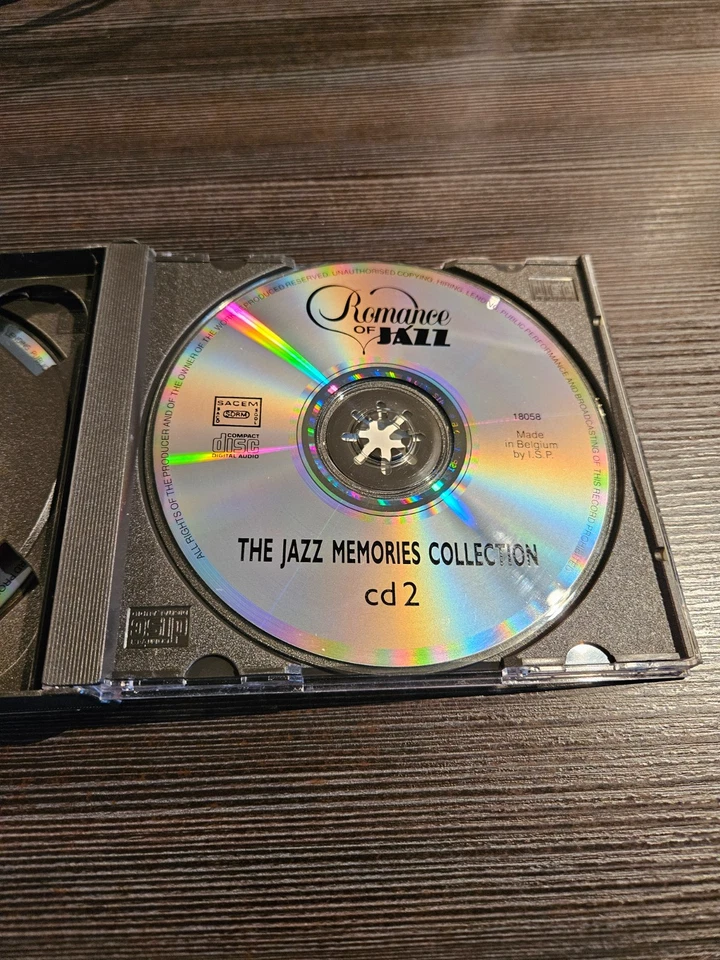 Romance
OF JAZZ
ALL RIGHTS OF THE PRODUCER AND OF THE OWNER OF THE WORK PRODUCED RESERVED. UNAUTHORISED COPYING, HIRING, LENDING, PUBLIC PERFORMANCE AND BROADCASTING OF THIS RECORD PROHIBITED
SACEM
SDRM
COMPACT
disc
DIGITAL AUDIO
18058
Made
in Belgium
by I.S.P.
THE JAZZ MEMORIES COLLECTION
cd 2